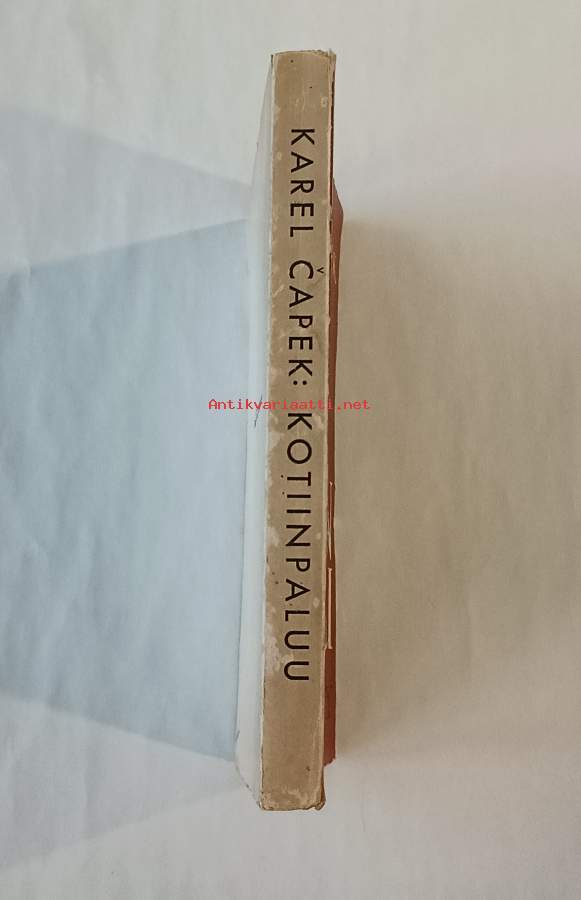 KAREL ČAPEK: KOTIINPALUU
Antikvariaatti.net